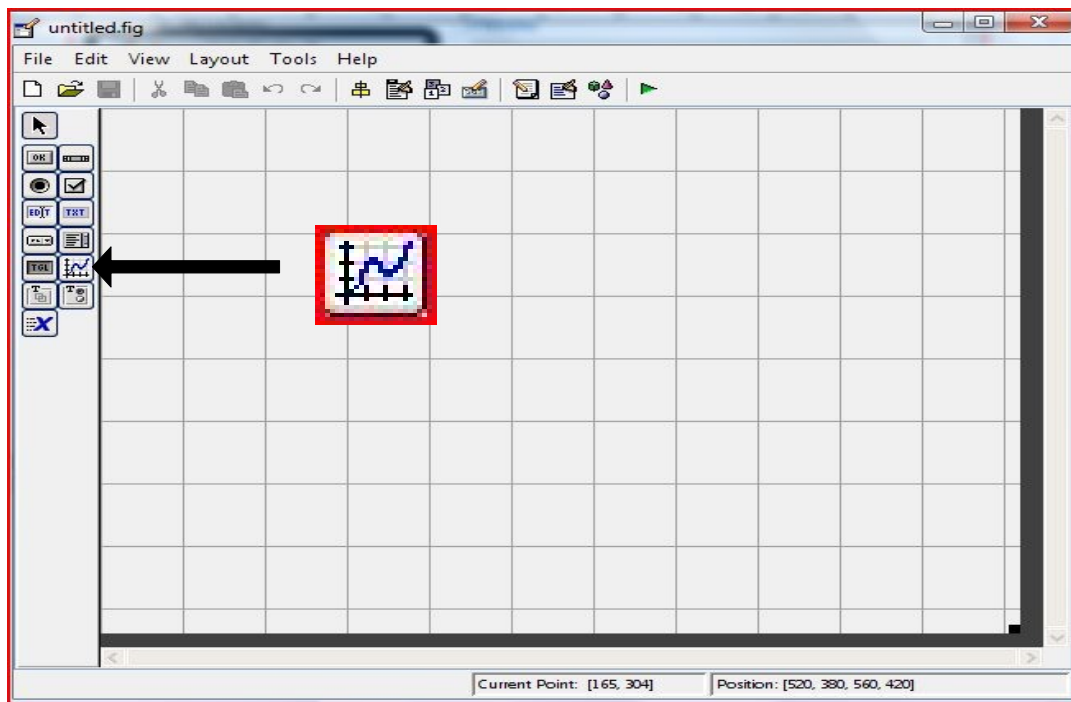 untitled.fig
File Edit View Layout Tools Help
OK
EDIT TXT
TGL
T T
X
Current Point: [165, 304] Position: [520, 380, 560, 420]